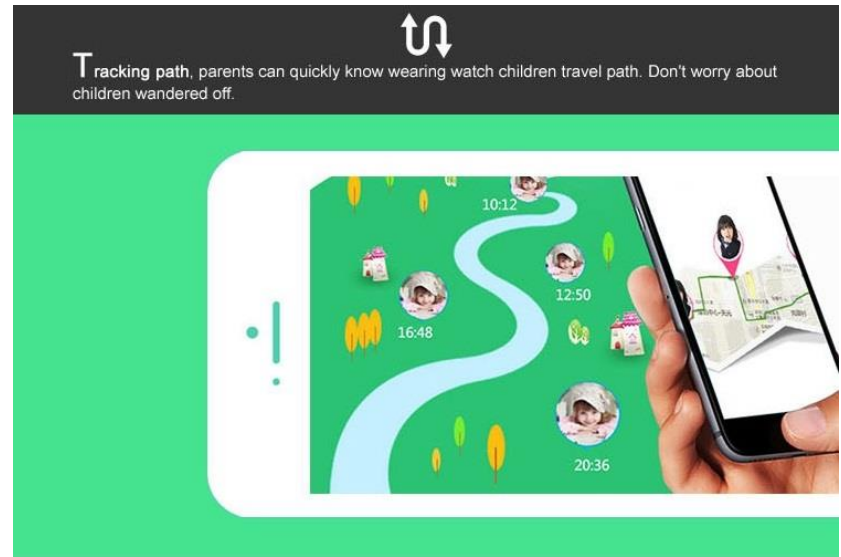 Tracking path, parents can quickly know wearing watch children travel path. Don't worry about
children wandered off.
10:12
12:50
16:48
20:36